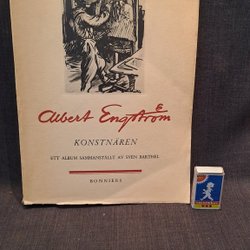 Albert Engström
E
KONSTNÄREN
ETT ALBUM SAMMANSTÄLLT AV SVEN BARTHEL
BONNIERS